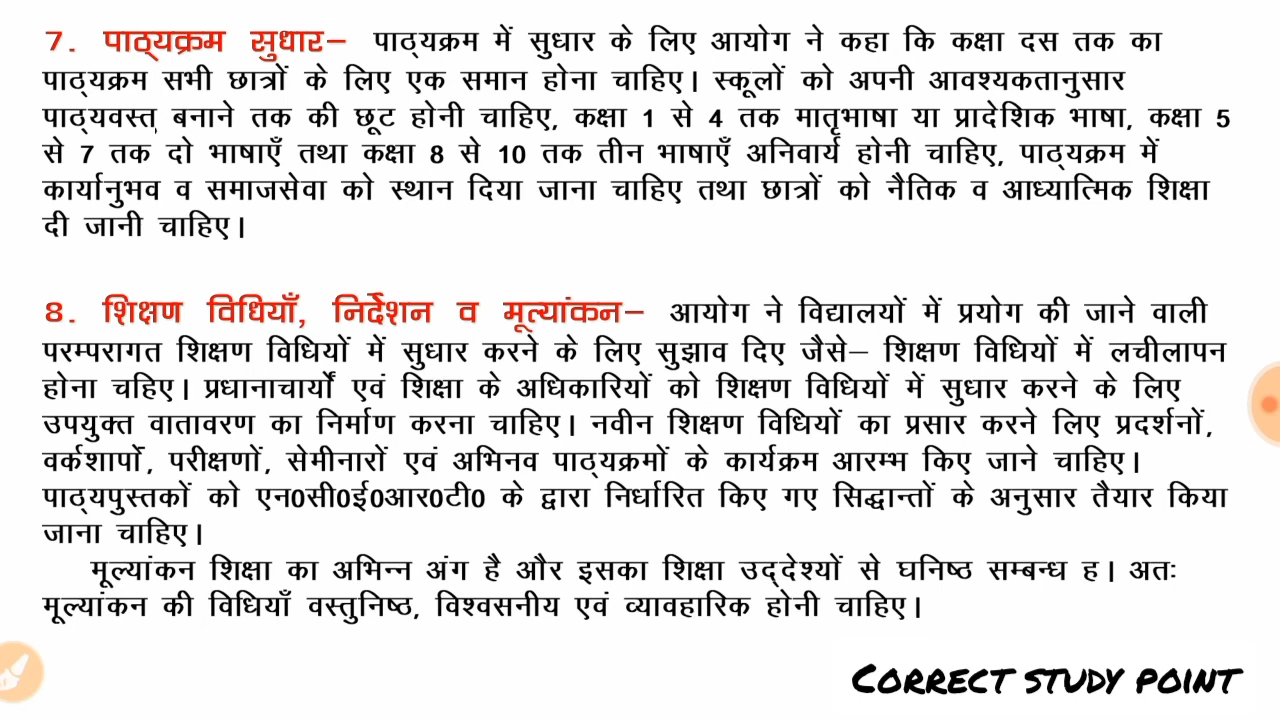 7. पाठ्यक्रम सुधार– पाठ्यक्रम में सुधार के लिए आयोग ने कहा कि कक्षा दस तक का
पाठ्यक्रम सभी छात्रों के लिए एक समान होना चाहिए। स्कूलों को अपनी आवश्यकतानुसार
पाठ्यवस्तु बनाने तक की छूट होनी चाहिए, कक्षा 1 से 4 तक मातृभाषा या प्रादेशिक भाषा, कक्षा 5
से 7 तक दो भाषाएँ तथा कक्षा 8 से 10 तक तीन भाषाएँ अनिवार्य होनी चाहिए, पाठ्यक्रम में
कार्यानुभव व समाजसेवा को स्थान दिया जाना चाहिए तथा छात्रों को नैतिक व आध्यात्मिक शिक्षा
दी जानी चाहिए।
8. शिक्षण विधियाँ, निर्देशन व मूल्यांकन– आयोग ने विद्यालयों में प्रयोग की जाने वाली
परम्परागत शिक्षण विधियों में सुधार करने के लिए सुझाव दिए जैसे– शिक्षण विधियों में लचीलापन
होना चहिए। प्रधानाचार्यों एवं शिक्षा के अधिकारियों को शिक्षण विधियों में सुधार करने के लिए
उपयुक्त वातावरण का निर्माण करना चाहिए। नवीन शिक्षण विधियों का प्रसार करने लिए प्रदर्शनों,
वर्कशार्पो, परीक्षणों, सेमीनारों एवं अभिनव पाठ्यक्रमों के कार्यक्रम आरम्भ किए जाने चाहिए।
पाठ्यपुस्तकों को एन0सी0ई0आर0टी0 के द्वारा निर्धारित किए गए सिद्धान्तों के अनुसार तैयार किया
जाना चाहिए।
मूल्यांकन शिक्षा का अभिन्न अंग है और इसका शिक्षा उद्देश्यों से घनिष्ठ सम्बन्ध ह। अतः
मूल्यांकन की विधियाँ वस्तुनिष्ठ, विश्वसनीय एवं व्यावहारिक होनी चाहिए।
CORRECT STUDY POINT